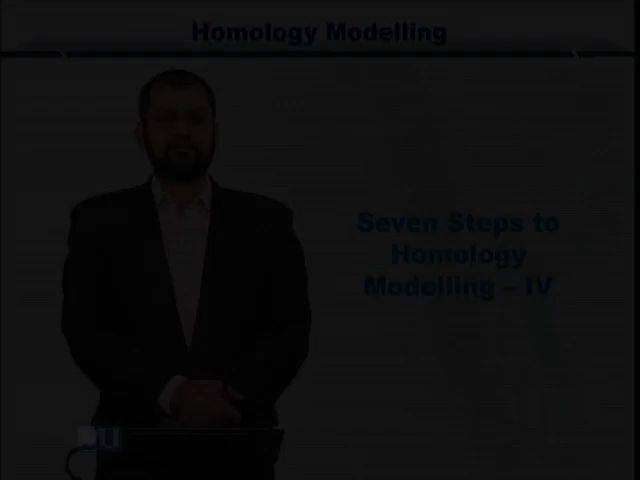 Homology Modelling
Seven Steps to
Homology
Modelling – IV